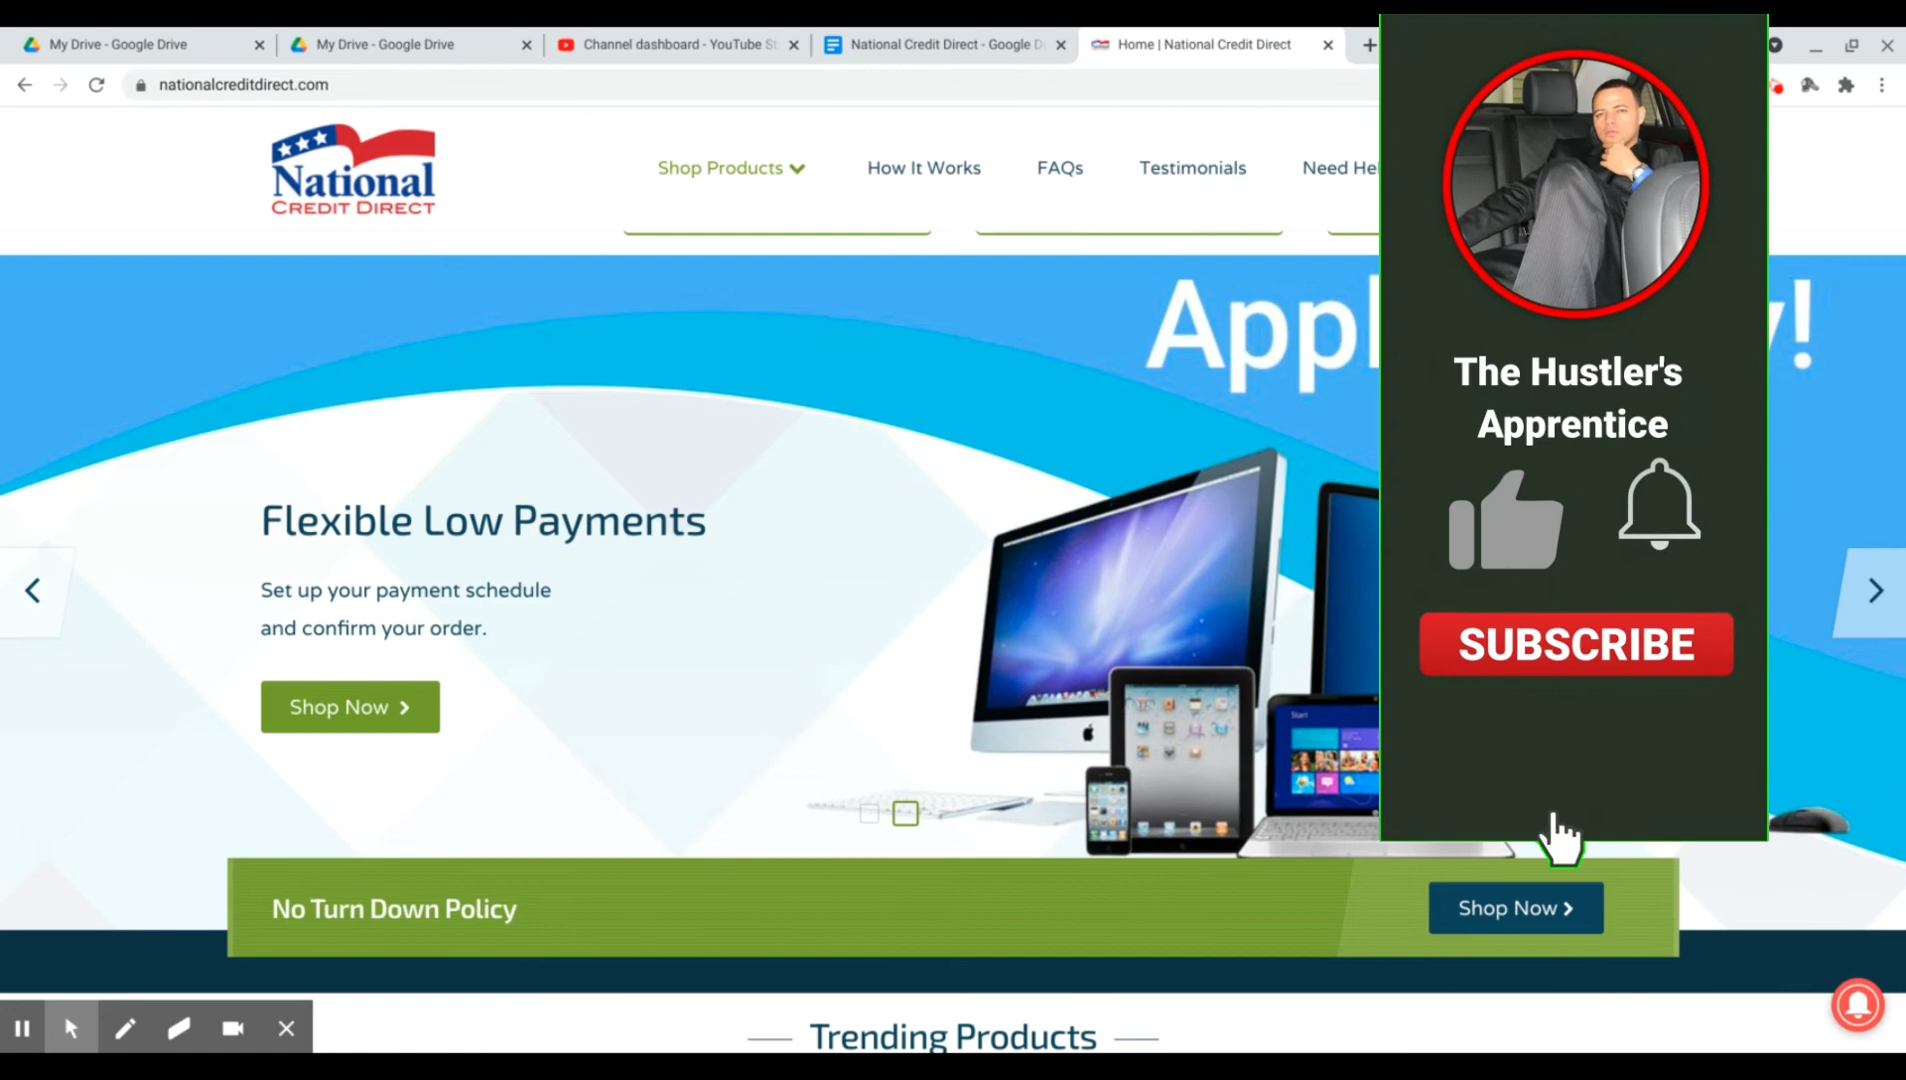 My Drive - Google Drive
My Drive - Google Drive
Channel dashboard - YouTube St
National Credit Direct - Google D
Home | National Credit Direct
nationalcreditdirect.com
National
CREDIT DIRECT
Shop Products
How It Works
FAQs
Testimonials
Need Hel
Appl
y!
The Hustler's
Apprentice
SUBSCRIBE
Flexible Low Payments
Set up your payment schedule
and confirm your order.
Shop Now
Start
No Turn Down Policy
Shop Now
Trending Products